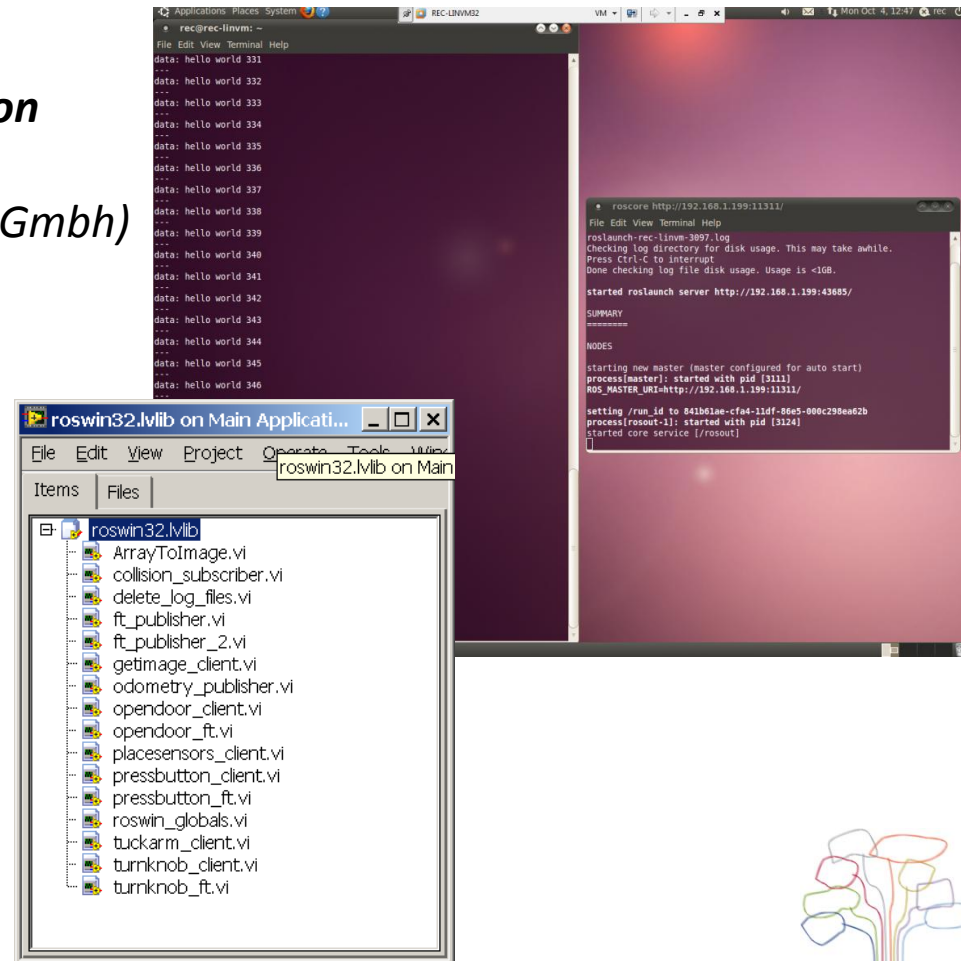 on
Gmbh)
Applications Places System
REC-LINVM32
VM
Mon Oct 4, 12:47
rec
rec@rec-linvm: ~
File Edit View Terminal Help
data: hello world 331
---
data: hello world 332
---
data: hello world 333
---
data: hello world 334
---
data: hello world 335
---
data: hello world 336
---
data: hello world 337
---
data: hello world 338
---
data: hello world 339
---
data: hello world 340
---
data: hello world 341
---
data: hello world 342
---
data: hello world 343
---
data: hello world 344
---
data: hello world 345
---
data: hello world 346
roscore http://192.168.1.199:11311/
File Edit View Terminal Help
roslaunch-rec-linvm-3097.log
Checking log directory for disk usage. This may take awhile.
Press Ctrl-C to interrupt
Done checking log file disk usage. Usage is <1GB.
started roslaunch server http://192.168.1.199:43685/
SUMMARY
========
NODES
starting new master (master configured for auto start)
process[master]: started with pid [3111]
ROS_MASTER_URI=http://192.168.1.199:11311/
setting /run_id to 841b61ae-cfa4-11df-86e5-000c298ea62b
process[rosout-1]: started with pid [3124]
started core service [/rosout]
roswin32.lvlib on Main Applicati...
File Edit View Project Operate Tools
roswin32.lvlib on Main
Items Files
roswin32.lvlib
ArrayToImage.vi
collision_subscriber.vi
delete_log_files.vi
ft_publisher.vi
ft_publisher_2.vi
getimage_client.vi
odometry_publisher.vi
opendoor_client.vi
opendoor_ft.vi
placesensors_client.vi
pressbutton_client.vi
pressbutton_ft.vi
roswin_globals.vi
tuckarm_client.vi
turnknob_client.vi
turnknob_ft.vi